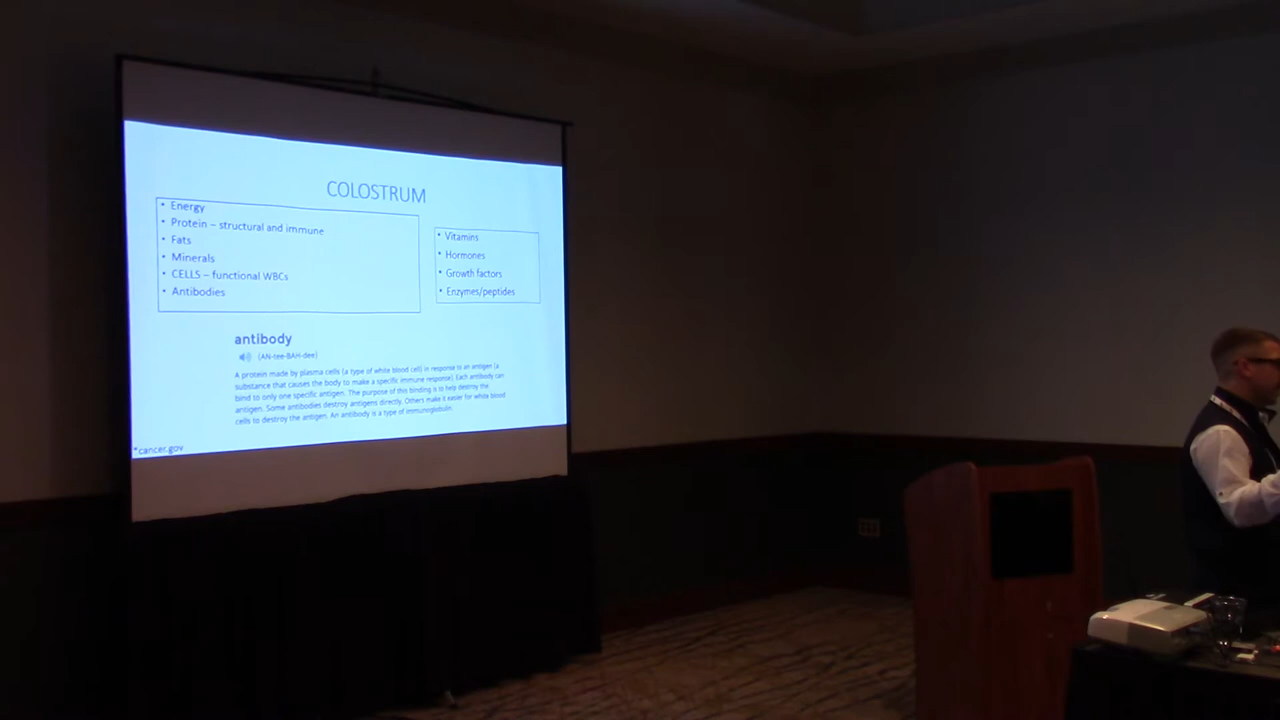 COLOSTRUM
• Energy
• Protein – structural and immune
• Fats
• Minerals
• CELLS – functional WBCs
• Antibodies
• Vitamins
• Hormones
• Growth factors
• Enzymes/peptides
antibody
(AN-tee-BAH-dee)
A protein made by plasma cells (a type of white blood cell) in response to an antigen (a
substance that causes the body to make a specific immune response). Each antibody can
bind to only one specific antigen. The purpose of this binding is to help destroy the
antigen. Some antibodies destroy antigens directly. Others make it easier for white blood
cells to destroy the antigen. An antibody is a type of immunoglobulin.
*cancer.gov